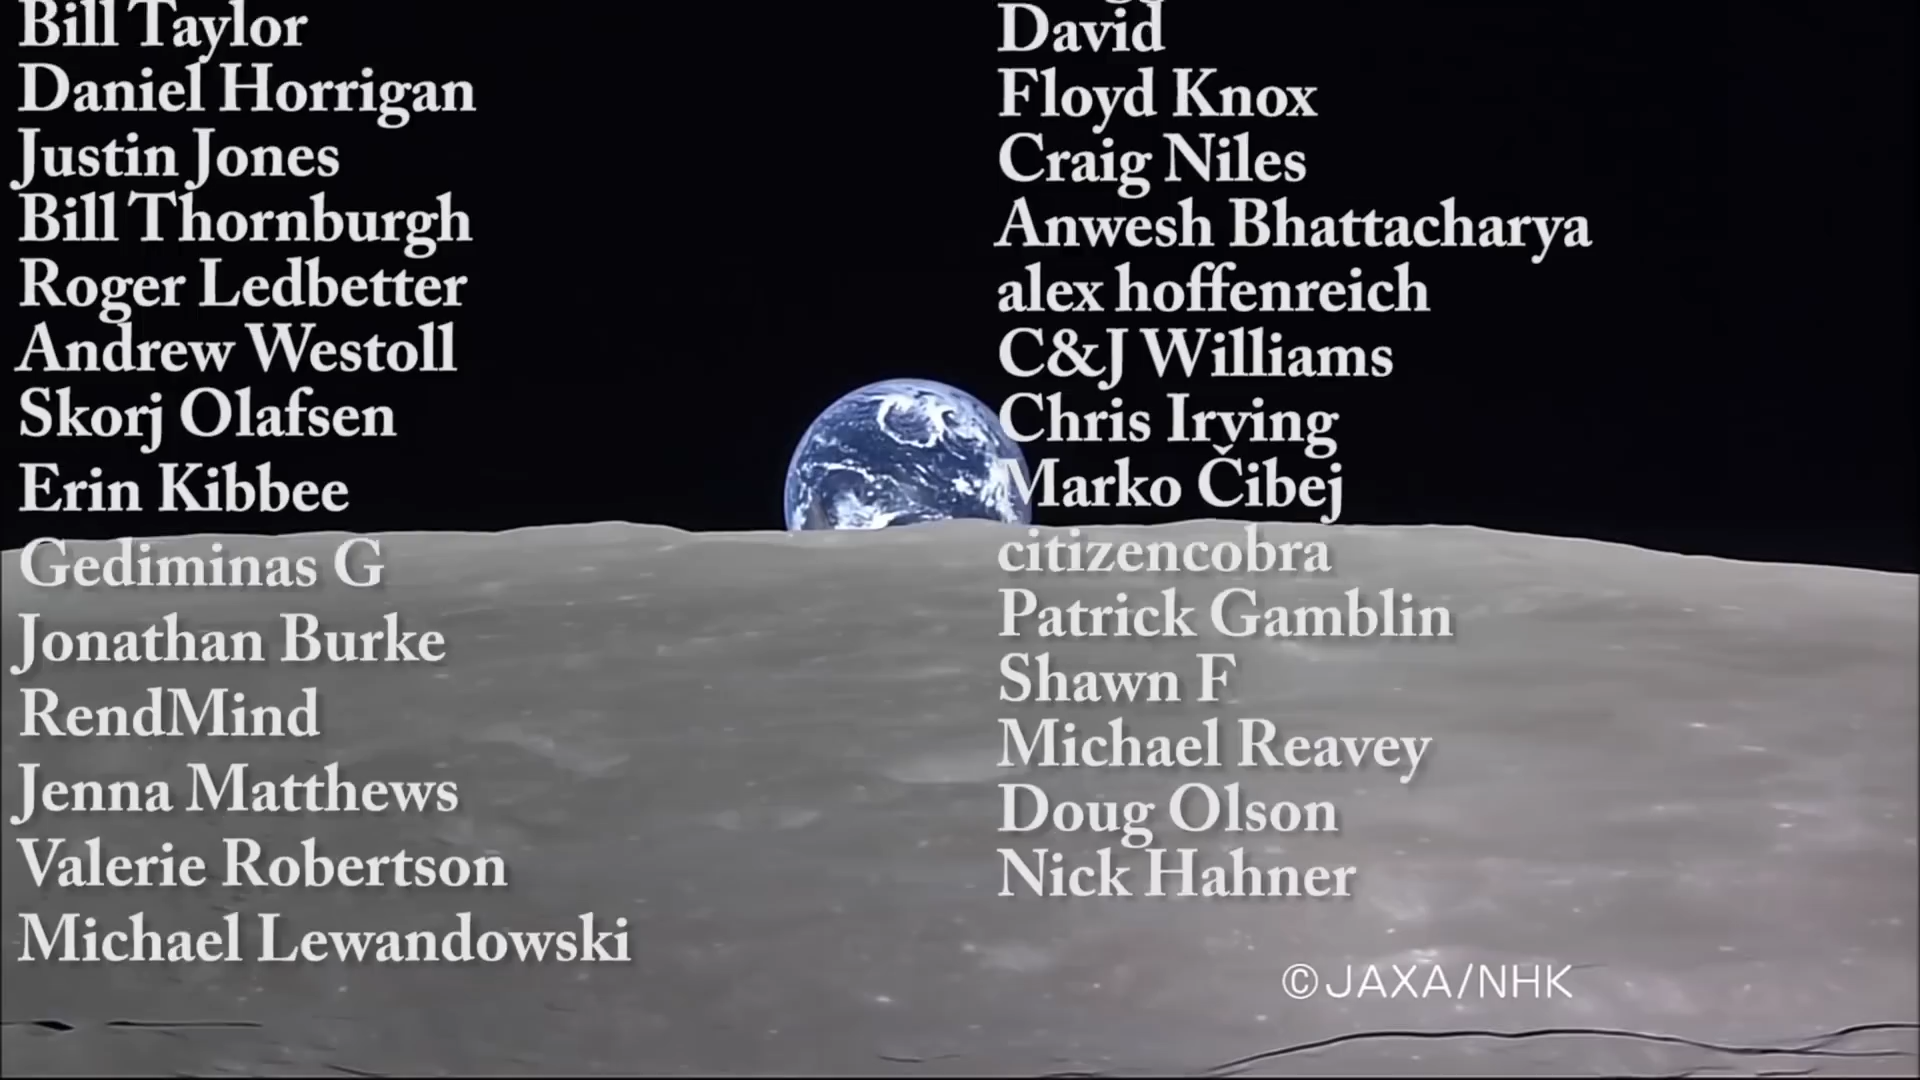 Bill Taylor
Daniel Horrigan
Justin Jones
Bill Thornburgh
Roger Ledbetter
Andrew Westoll
Skorj Olafsen
Erin Kibbee
Gediminas G
Jonathan Burke
RendMind
Jenna Matthews
Valerie Robertson
Michael Lewandowski
David
Floyd Knox
Craig Niles
Anwesh Bhattacharya
alex hoffenreich
C&J Williams
Chris Irving
Marko Čibej
citizencobra
Patrick Gamblin
Shawn F
Michael Reavey
Doug Olson
Nick Hahner
©JAXA/NHK